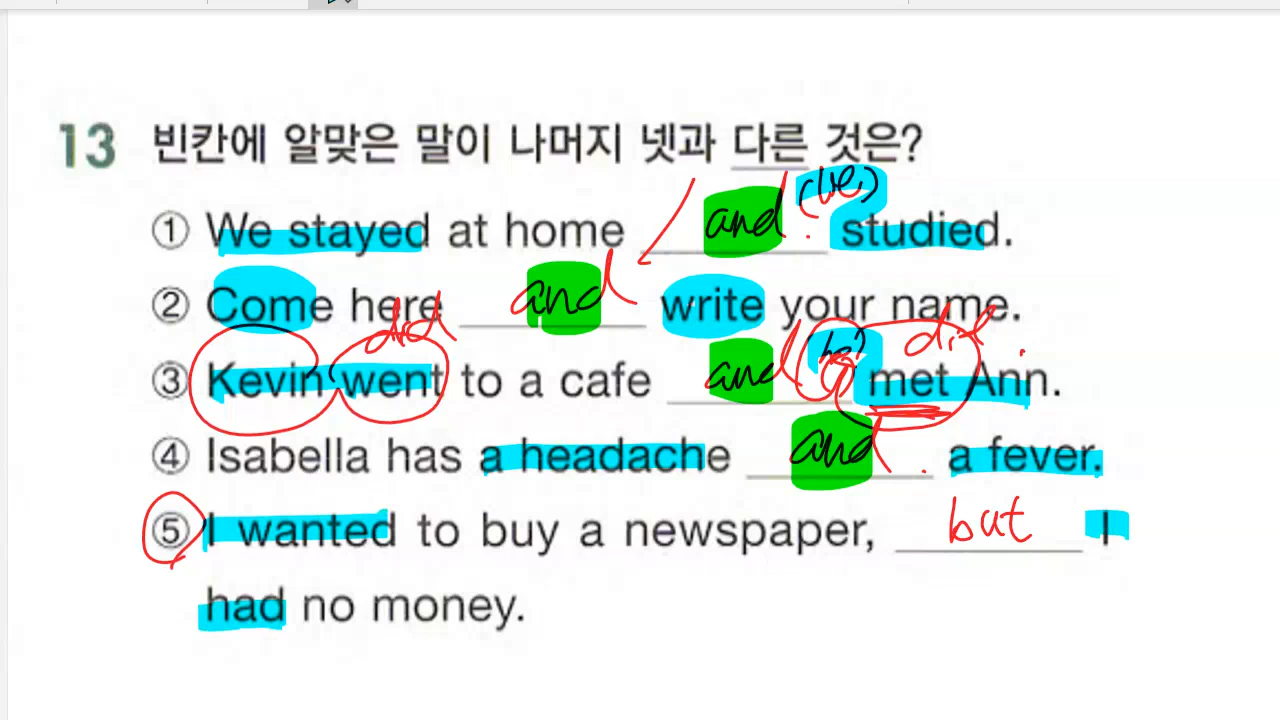 13 빈칸에 알맞은 말이 나머지 넷과 다른 것은?
① We stayed at home and (we) studied.
② Come here and write your name.
did
③ Kevin went to a cafe and (he) met Ann.
④ Isabella has a headache and a fever.
⑤ I wanted to buy a newspaper, but I
had no money.